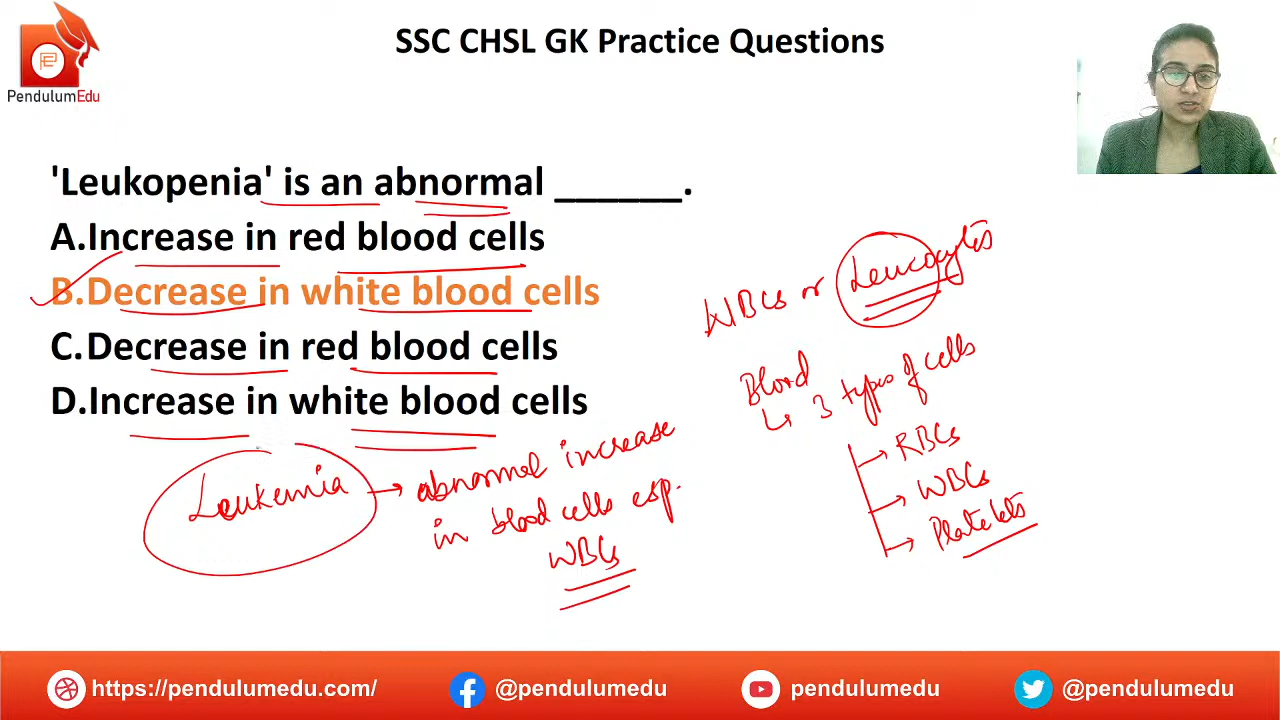 SSC CHSL GK Practice Questions
PendulumEdu
'Leukopenia' is an abnormal ______.
A.Increase in red blood cells
B.Decrease in white blood cells
C.Decrease in red blood cells
D.Increase in white blood cells
WBCs or Leucocytes
Blood
↳ 3 types of cells
→ RBCs
→ WBCs
→ Platelets
Leukemia → abnormal increase
in blood cells esp.
WBCs
https://pendulumedu.com/
@pendulumedu
pendulumedu
@pendulumedu